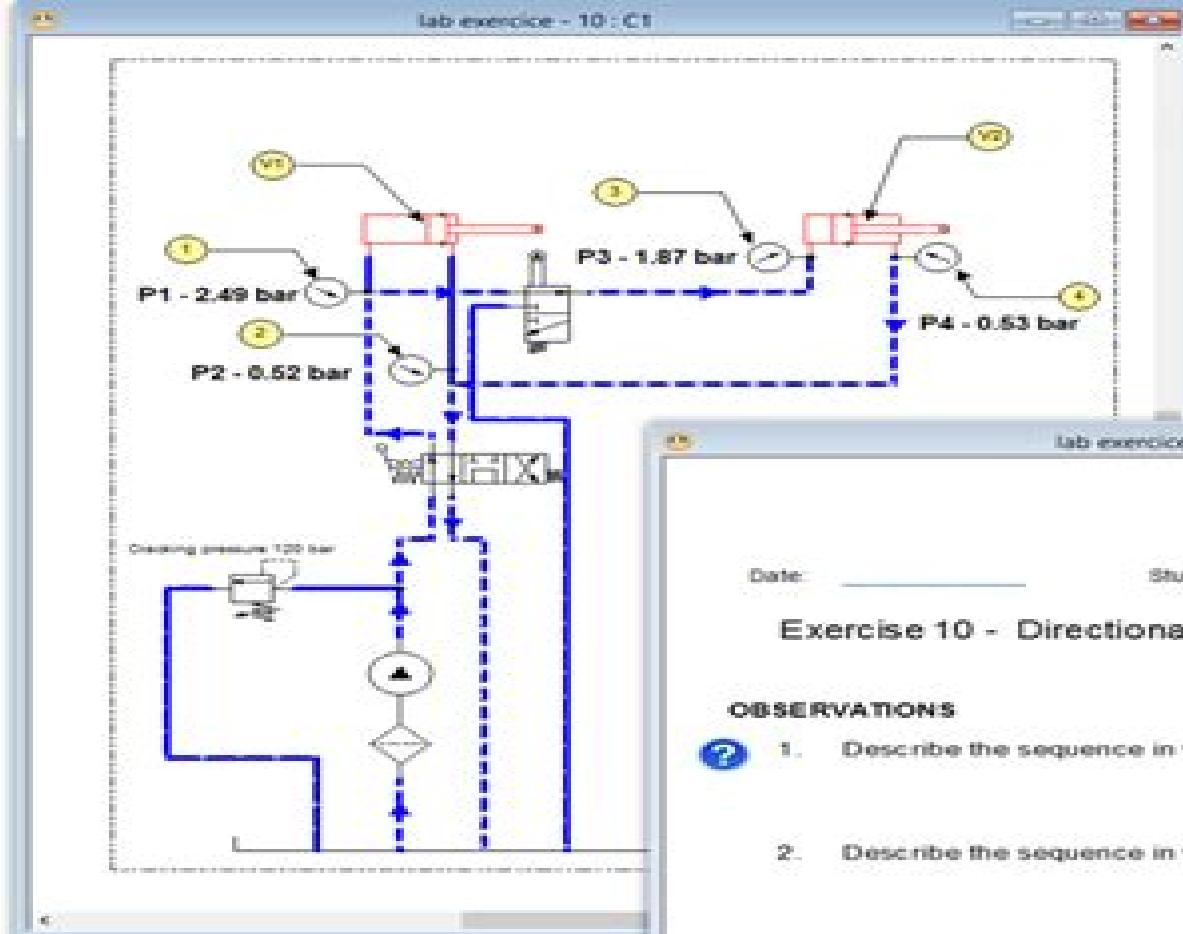 lab exercice - 10 : C1
V1
V2
3
1
P3 - 1.87 bar
P1 - 2.49 bar
4
2
P4 - 0.53 bar
P2 - 0.52 bar
lab exercice
Cracking pressure 120 bar
Date:
Stu
Exercise 10 - Directiona
OBSERVATIONS
? 1. Describe the sequence in
2. Describe the sequence in